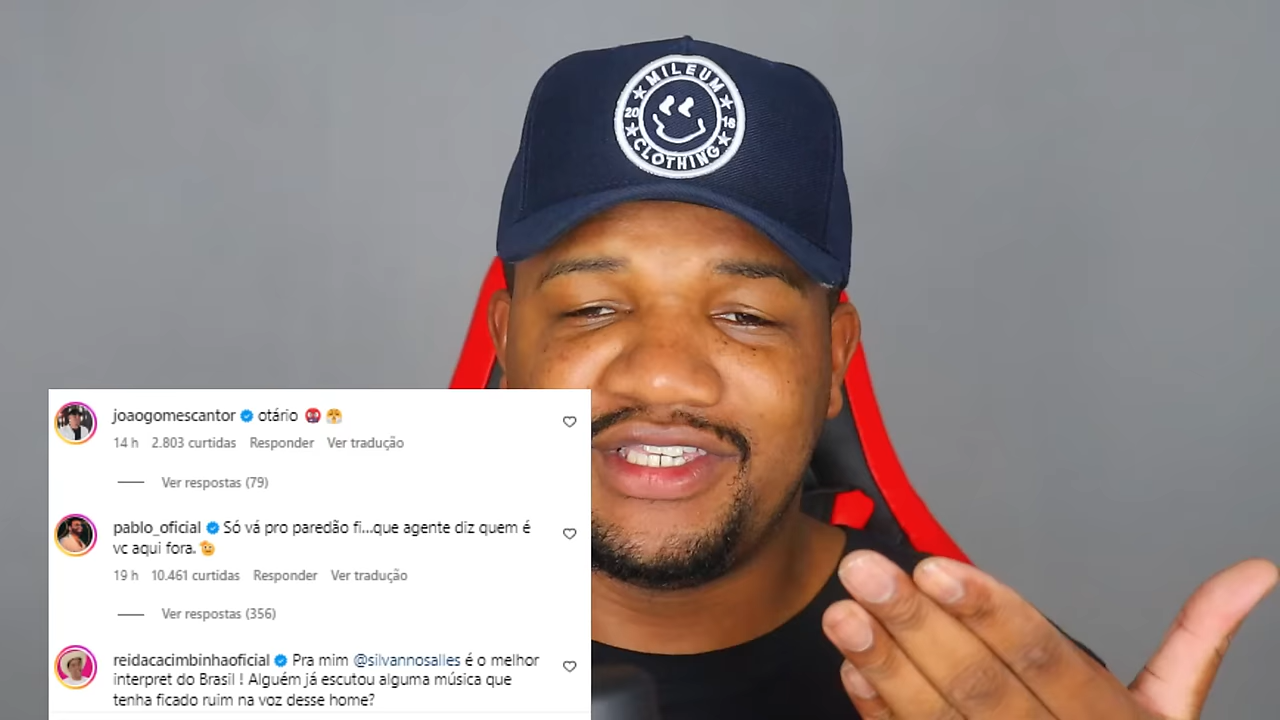 MILEUM
20 18
CLOTHING
joaogomescantor otário
14 h 2.803 curtidas Responder Ver tradução
Ver respostas (79)
pablo_oficial Só vá pro paredão fi...que agente diz quem é
vc aqui fora.
19 h 10.461 curtidas Responder Ver tradução
Ver respostas (356)
reidacacimbinhaoficial Pra mim @silvannosalles é o melhor
interpret do Brasil ! Alguém já escutou alguma música que
tenha ficado ruim na voz desse home?